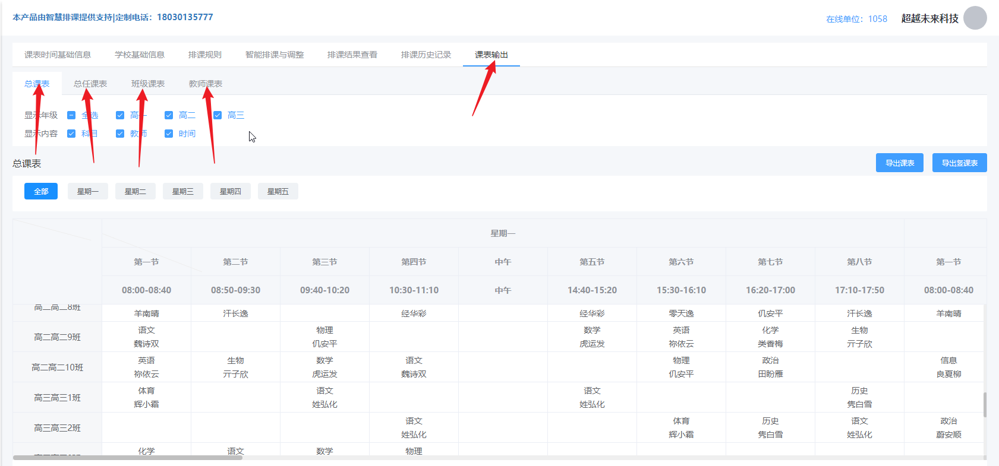 本产品由智慧排课提供支持|定制电话：18030135777
在线单位：1058 超越未来科技
课表时间基础信息 学校基础信息 排课规则 智能排课与调整 排课结果查看 排课历史记录 课表输出
总课表 总任课表 班级课表 教师课表
显示年级 全选 高一 高二 高三
显示内容 科目 教师 时间
总课表 导出课表 导出竖课表
全部 星期一 星期二 星期三 星期四 星期五
星期一
第一节 第二节 第三节 第四节 中午 第五节 第六节 第七节 第八节 第一节
08:00-08:40 08:50-09:30 09:40-10:20 10:30-11:10 中午 14:40-15:20 15:30-16:10 16:20-17:00 17:10-17:50 08:00-08:40
高二高二8班 羊南晴 汗长逸 经华彩 经华彩 零天逸 仉安平 汗长逸 羊南晴
语文 物理 数学 英语 化学 生物
高二高二9班
魏诗双 仉安平 虎运发 祢依云 类香梅 亓子欣
英语 生物 数学 语文 物理 政治 信息
高二高二10班
祢依云 亓子欣 虎运发 魏诗双 仉安平 田盼雁 良夏柳
体育 语文 语文 历史
高三高三1班
辉小霜 姓弘化 姓弘化 隽白雪
语文 体育 历史 语文 政治
高三高三2班
姓弘化 辉小霜 隽白雪 姓弘化 蔚安顺
化学 语文 数学 物理